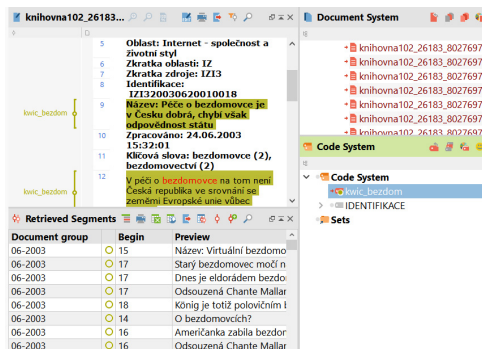 knihovna102_26183...
5 Oblast: Internet - společnost a
životní styl
6 Zkratka oblasti: IZ
7 Zkratka zdroje: IZI3
8 Identifikace:
IZI320030620010018
kwic_bezdom
9 Název: Péče o bezdomovce je
v Česku dobrá, chybí však
odpovědnost státu
10 Zpracováno: 24.06.2003
15:32:01
11 Klíčová slova: bezdomovce (2),
bezdomovectví (2)
kwic_bezdom
12 V péči o bezdomovce na tom není
Česká republika ve srovnání se
zeměmi Evropské unie vůbec
Retrieved Segments
Document group Begin Preview
06-2003 15 Název: Virtuální bezdomo
06-2003 17 Starý bezdomovec močí n
06-2003 17 Dnes je eldorádem bezdo
06-2003 17 Odsouzená Chante Mallar
06-2003 18 König je totiž polovičním b
06-2003 14 O bezdomovcích?
06-2003 16 Američanka zabila bezdor
06-2003 16 Odsouzená Chante Mallar
Document System
knihovna102_26183_8027697
knihovna102_26183_8027697
knihovna102_26183_8027697
knihovna102_26183_8027697
knihovna102_26183_8027697
knihovna102_26183_8027697
Code System
Code System
kwic_bezdom
IDENTIFIKACE
Sets